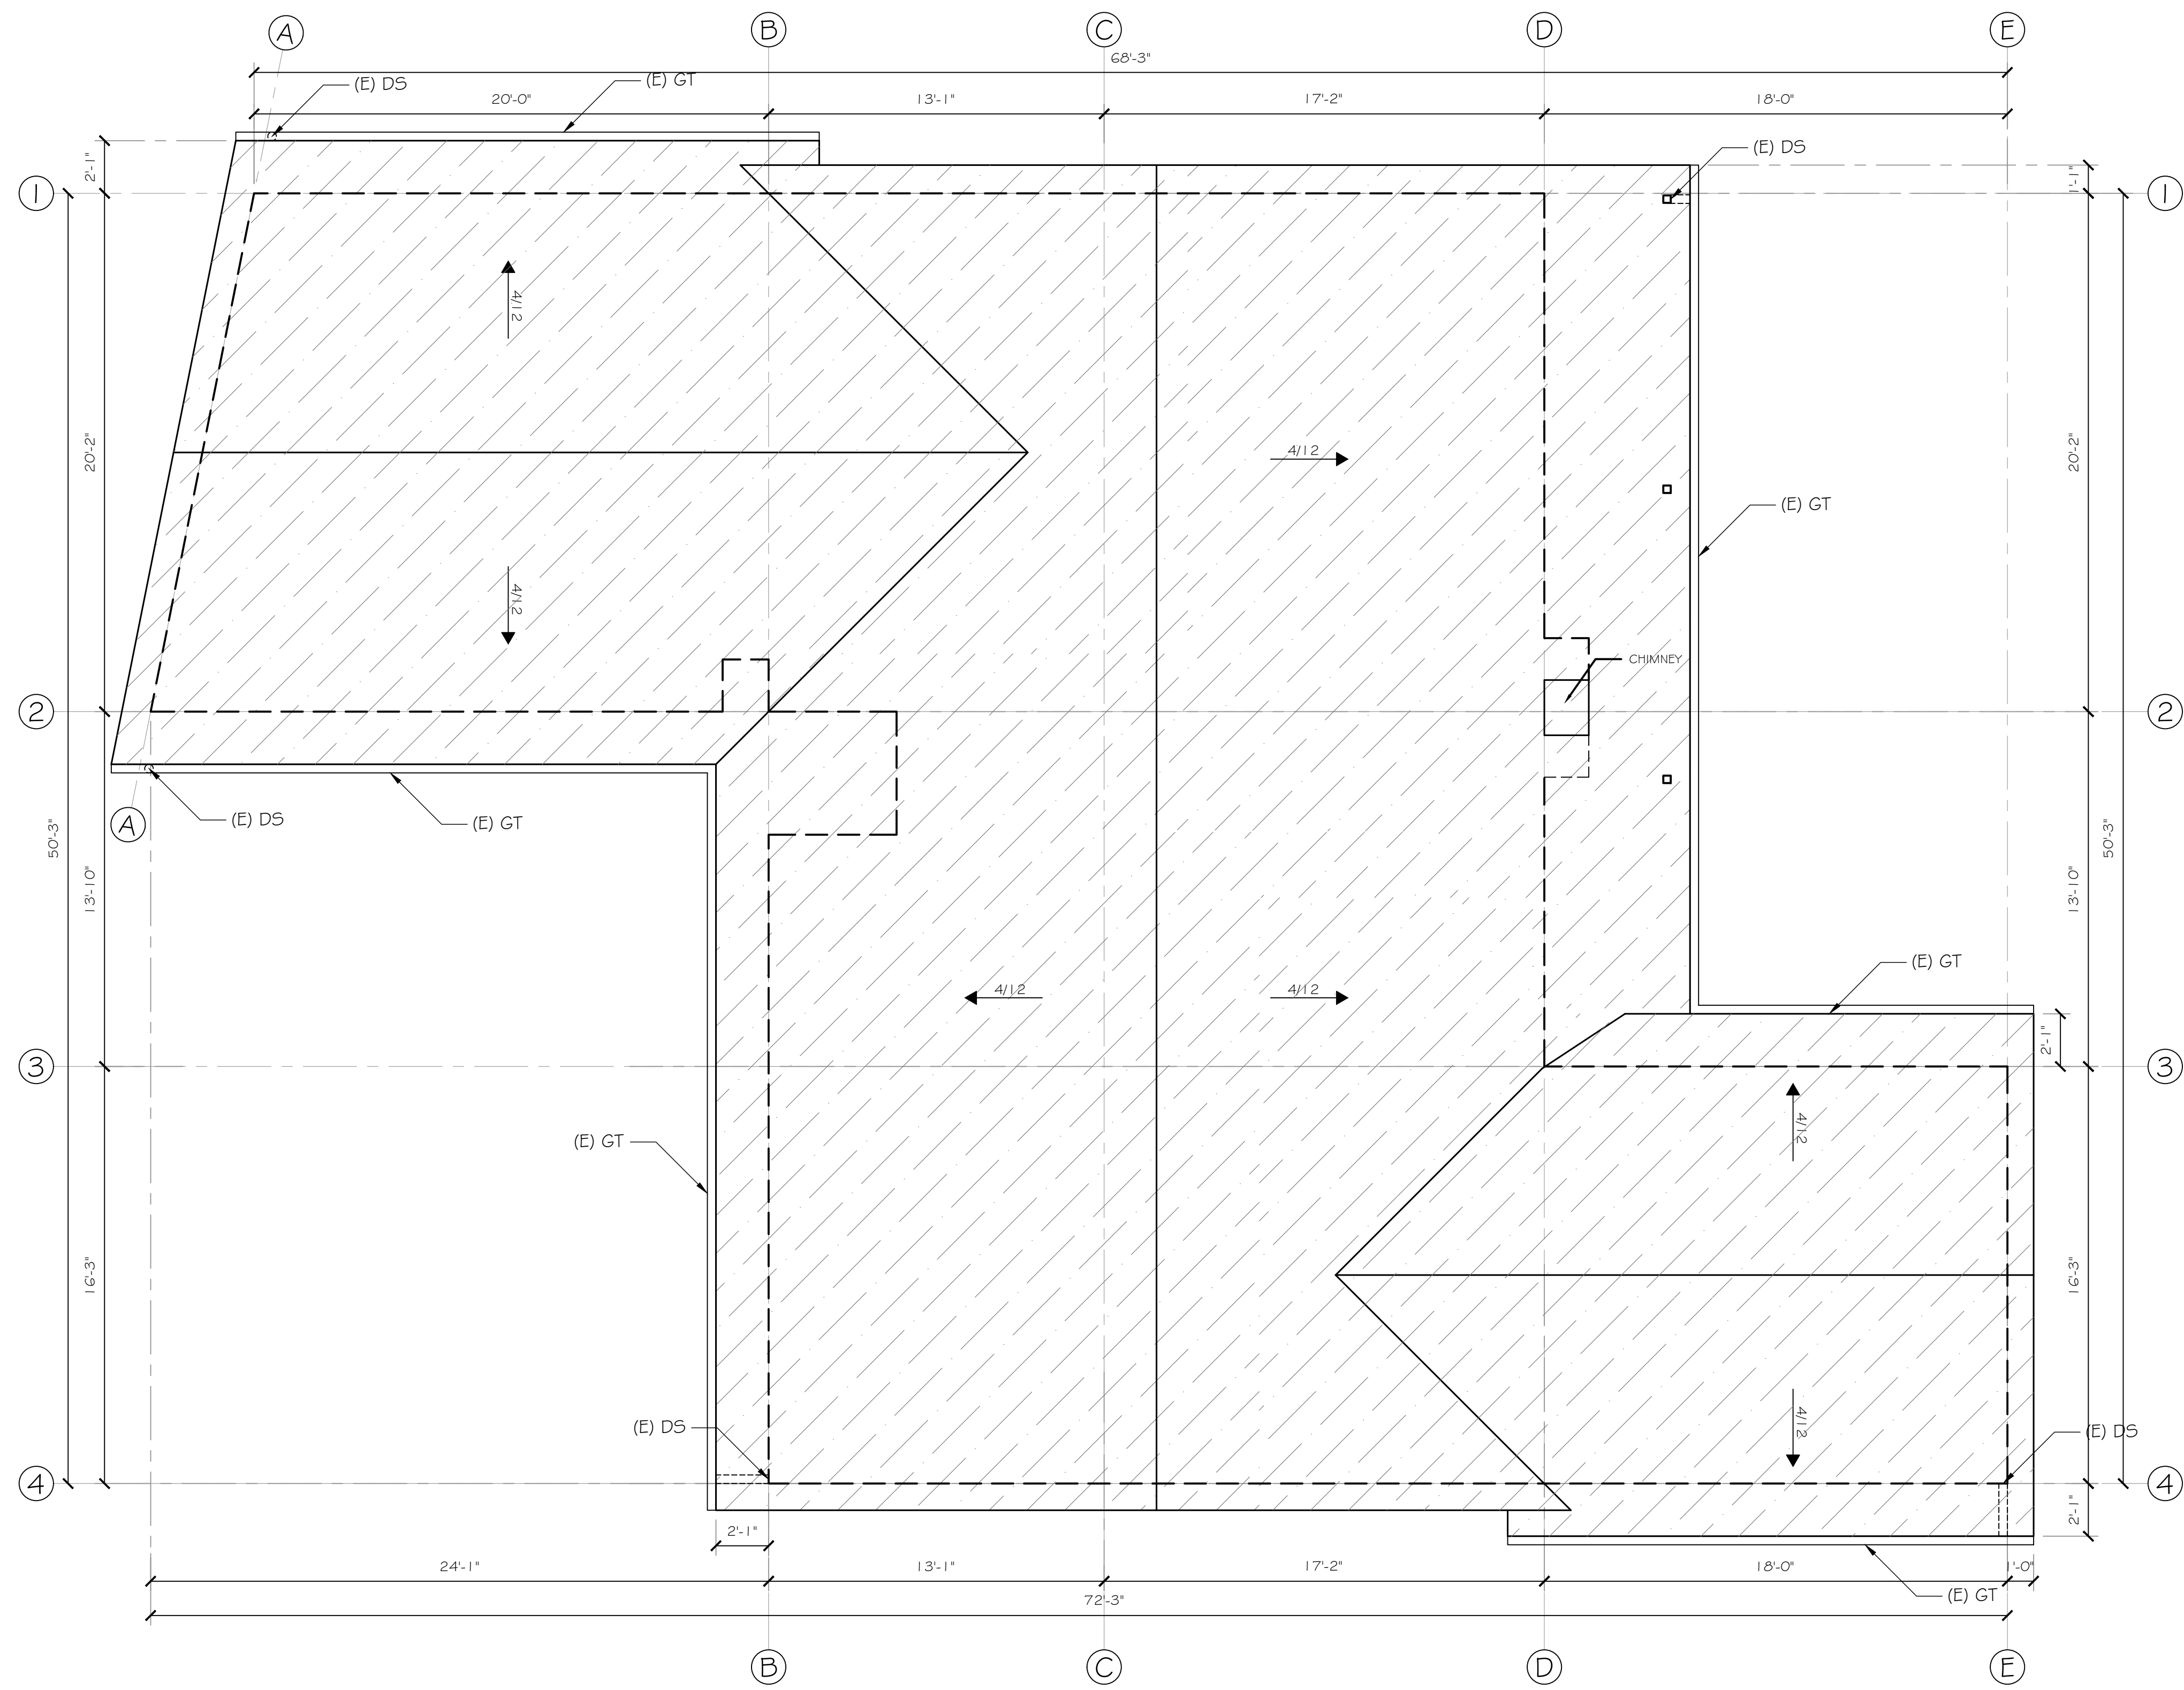 A
B
C
D
E
68'-3"
20'-0"
13'-1"
17'-2"
18'-0"
(E) DS
(E) GT
(E) DS
2'-1"
1'-1"
1
1
4/12
20'-2"
4/12
20'-2"
(E) GT
4/12
CHIMNEY
2
2
(E) DS
(E) GT
A
50'-3"
50'-3"
13'-10"
13'-10"
(E) GT
4/12
4/12
2'-1"
3
3
4/12
(E) GT
16'-3"
16'-3"
4/12
(E) DS
(E) DS
4
4
2'-1"
2'-1"
24'-1"
13'-1"
17'-2"
18'-0"
1'-0"
(E) GT
72'-3"
B
C
D
E